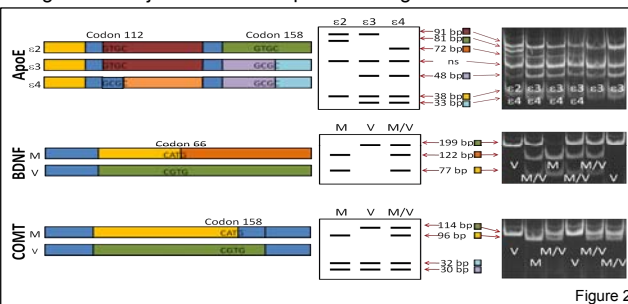 Codon 112
Codon 158
ε2 ε3 ε4
ApoE
ε2
GTGC
GTGC
ε3
GTGC
GCGC
ε4
GCGC
GCGC
91 bp
81 bp
72 bp
ns
48 bp
38 bp
33 bp
ε2 ε3 ε3 ε3 ε3 ε3
ε4 ε4 ε4 ε4
BDNF
Codon 66
M V M/V
M
CATG
V
CGTG
199 bp
122 bp
77 bp
V M M/V V
M/V M/V
COMT
Codon 158
M V M/V
M
CATG
V
CGTG
114 bp
96 bp
32 bp
30 bp
V M/V M/V
M V M/V
Figure 2